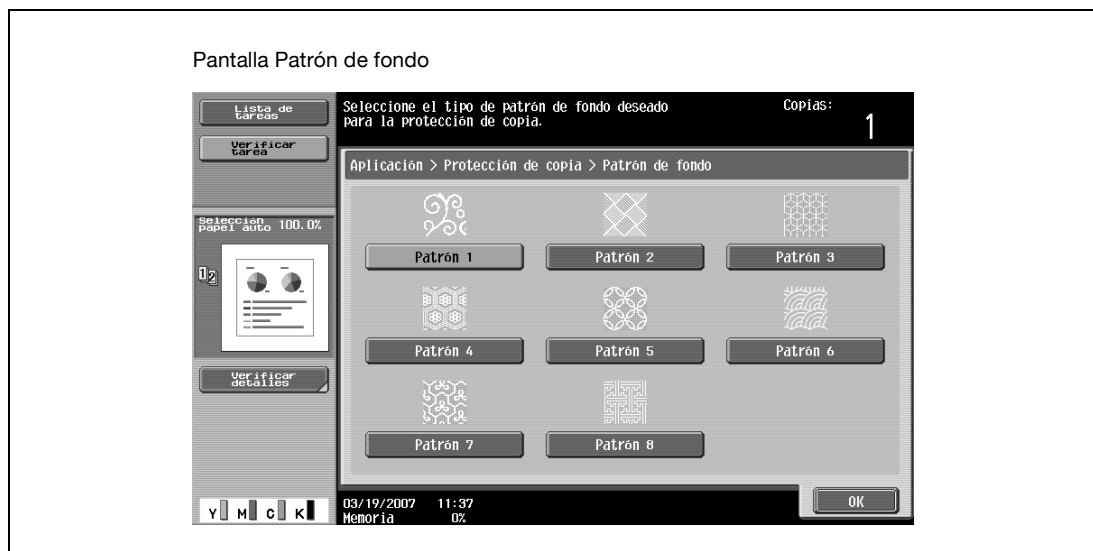 Pantalla Patrón de fondo
Lista de
tareas
Verificar
tarea
Seleccione el tipo de patrón de fondo deseado
para la protección de copia.
Copias:
1
Aplicación > Protección de copia > Patrón de fondo
Selección
papel auto 100.0%
12
Patrón 1
Patrón 2
Patrón 3
Patrón 4
Patrón 5
Patrón 6
Verificar
detalles
Patrón 7
Patrón 8
Y M C K
03/19/2007 11:37
Memoria 0%
OK